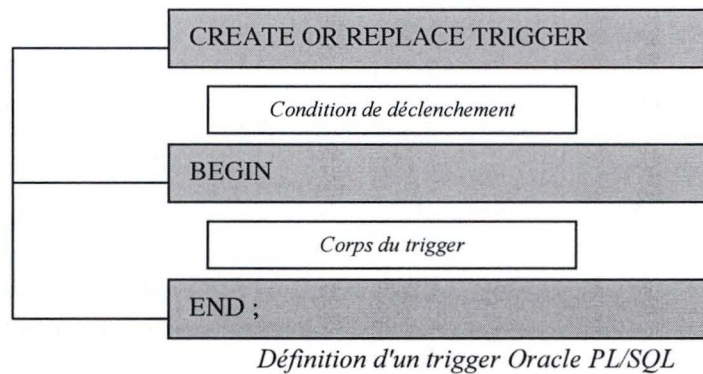 CREATE OR REPLACE TRIGGER
Condition de déclenchement
BEGIN
Corps du trigger
END ;
Définition d'un trigger Oracle PL/SQL